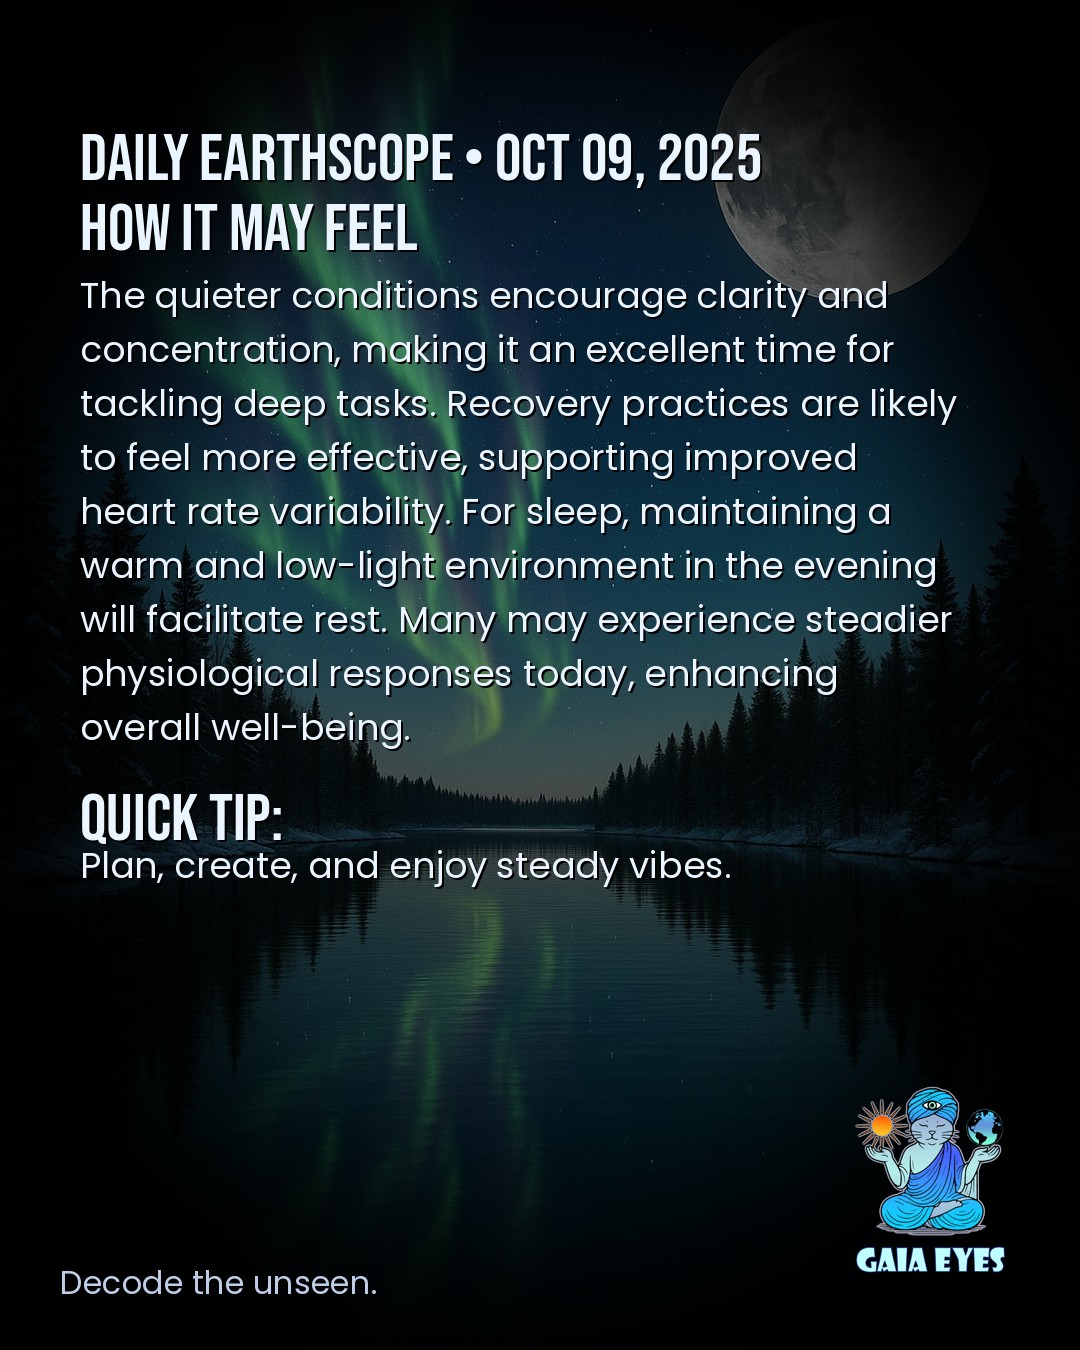 DAILY EARTHSCOPE • OCT 09, 2025
HOW IT MAY FEEL
The quieter conditions encourage clarity and
concentration, making it an excellent time for
tackling deep tasks. Recovery practices are likely
to feel more effective, supporting improved
heart rate variability. For sleep, maintaining a
warm and low-light environment in the evening
will facilitate rest. Many may experience steadier
physiological responses today, enhancing
overall well-being.
QUICK TIP:
Plan, create, and enjoy steady vibes.
GAIA EYES
Decode the unseen.